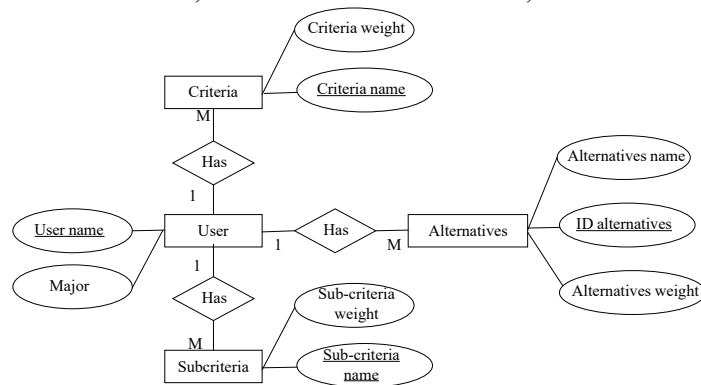 Criteria weight
Criteria
Criteria name
M
Has
1
Alternatives name
User name
User
1
Has
M
Alternatives
ID alternatives
Major
1
Has
Alternatives weight
Sub-criteria
weight
M
Subcriteria
Sub-criteria
name